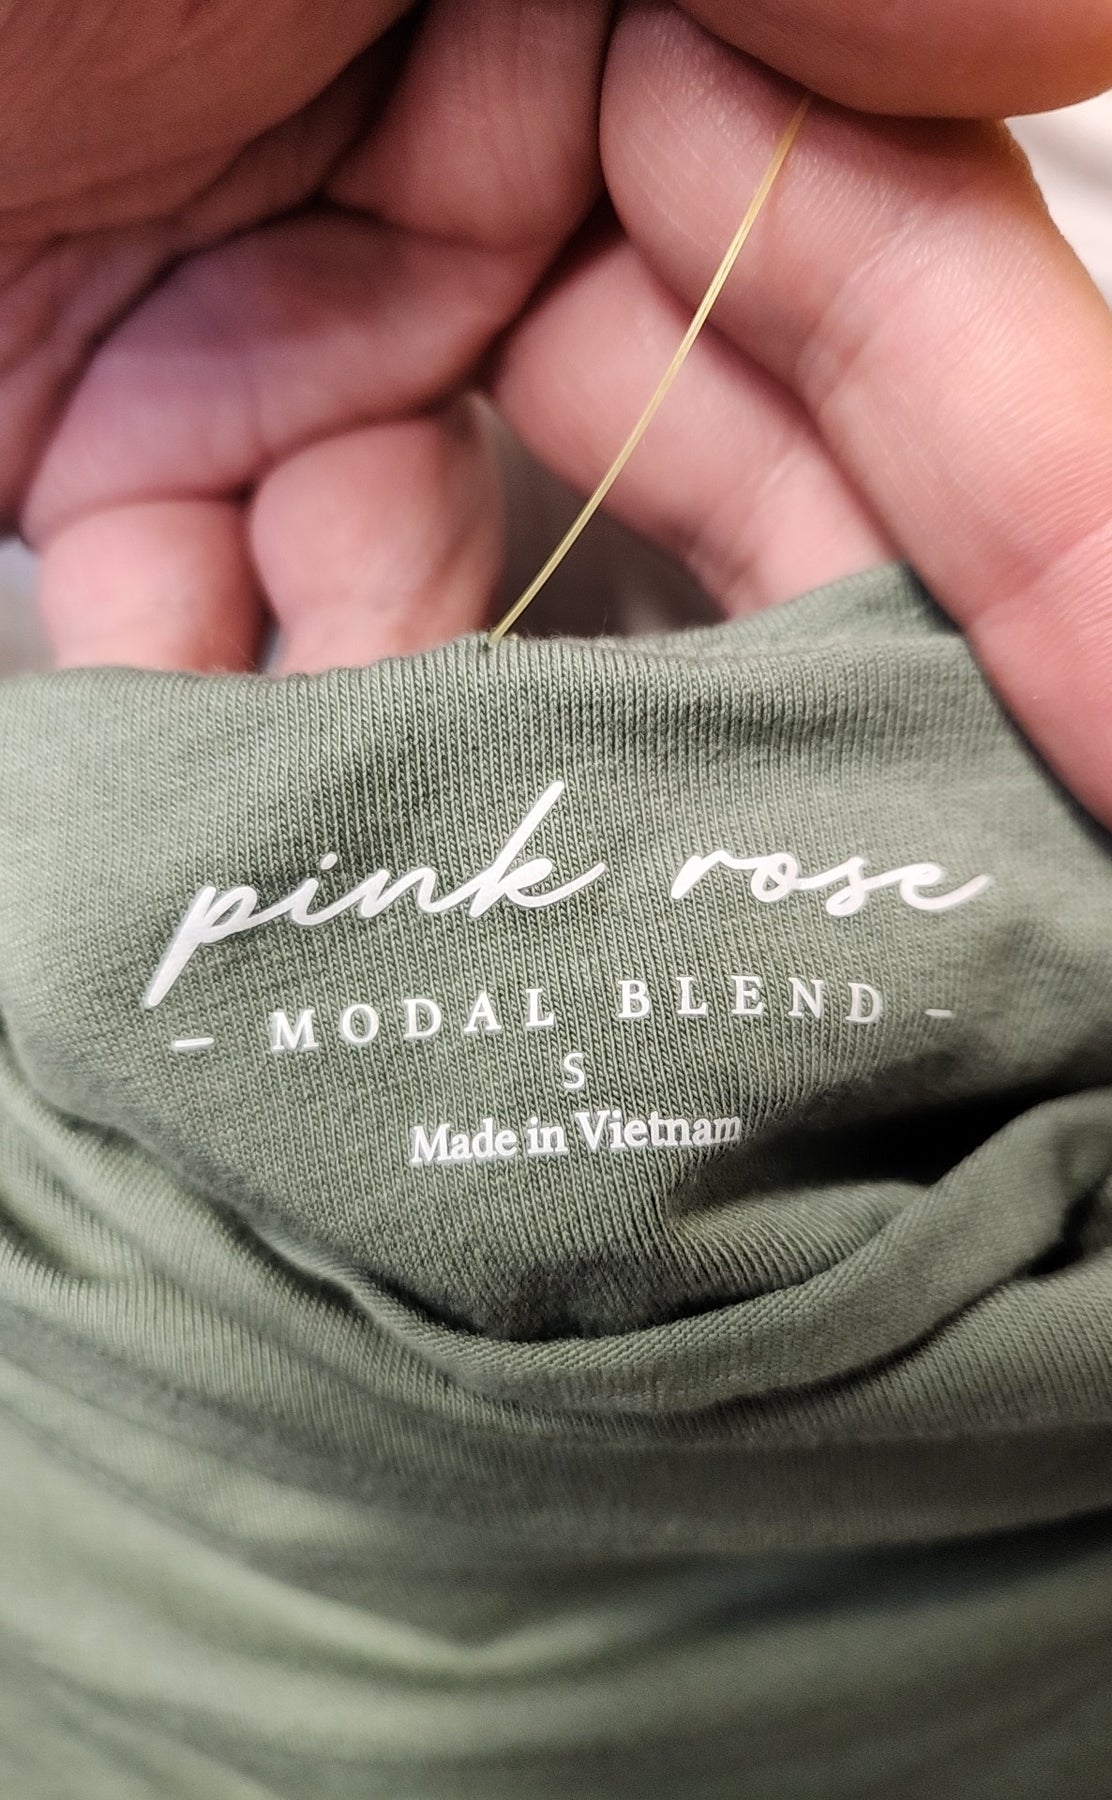 pink rose
- MODAL BLEND -
S
Made in Vietnam